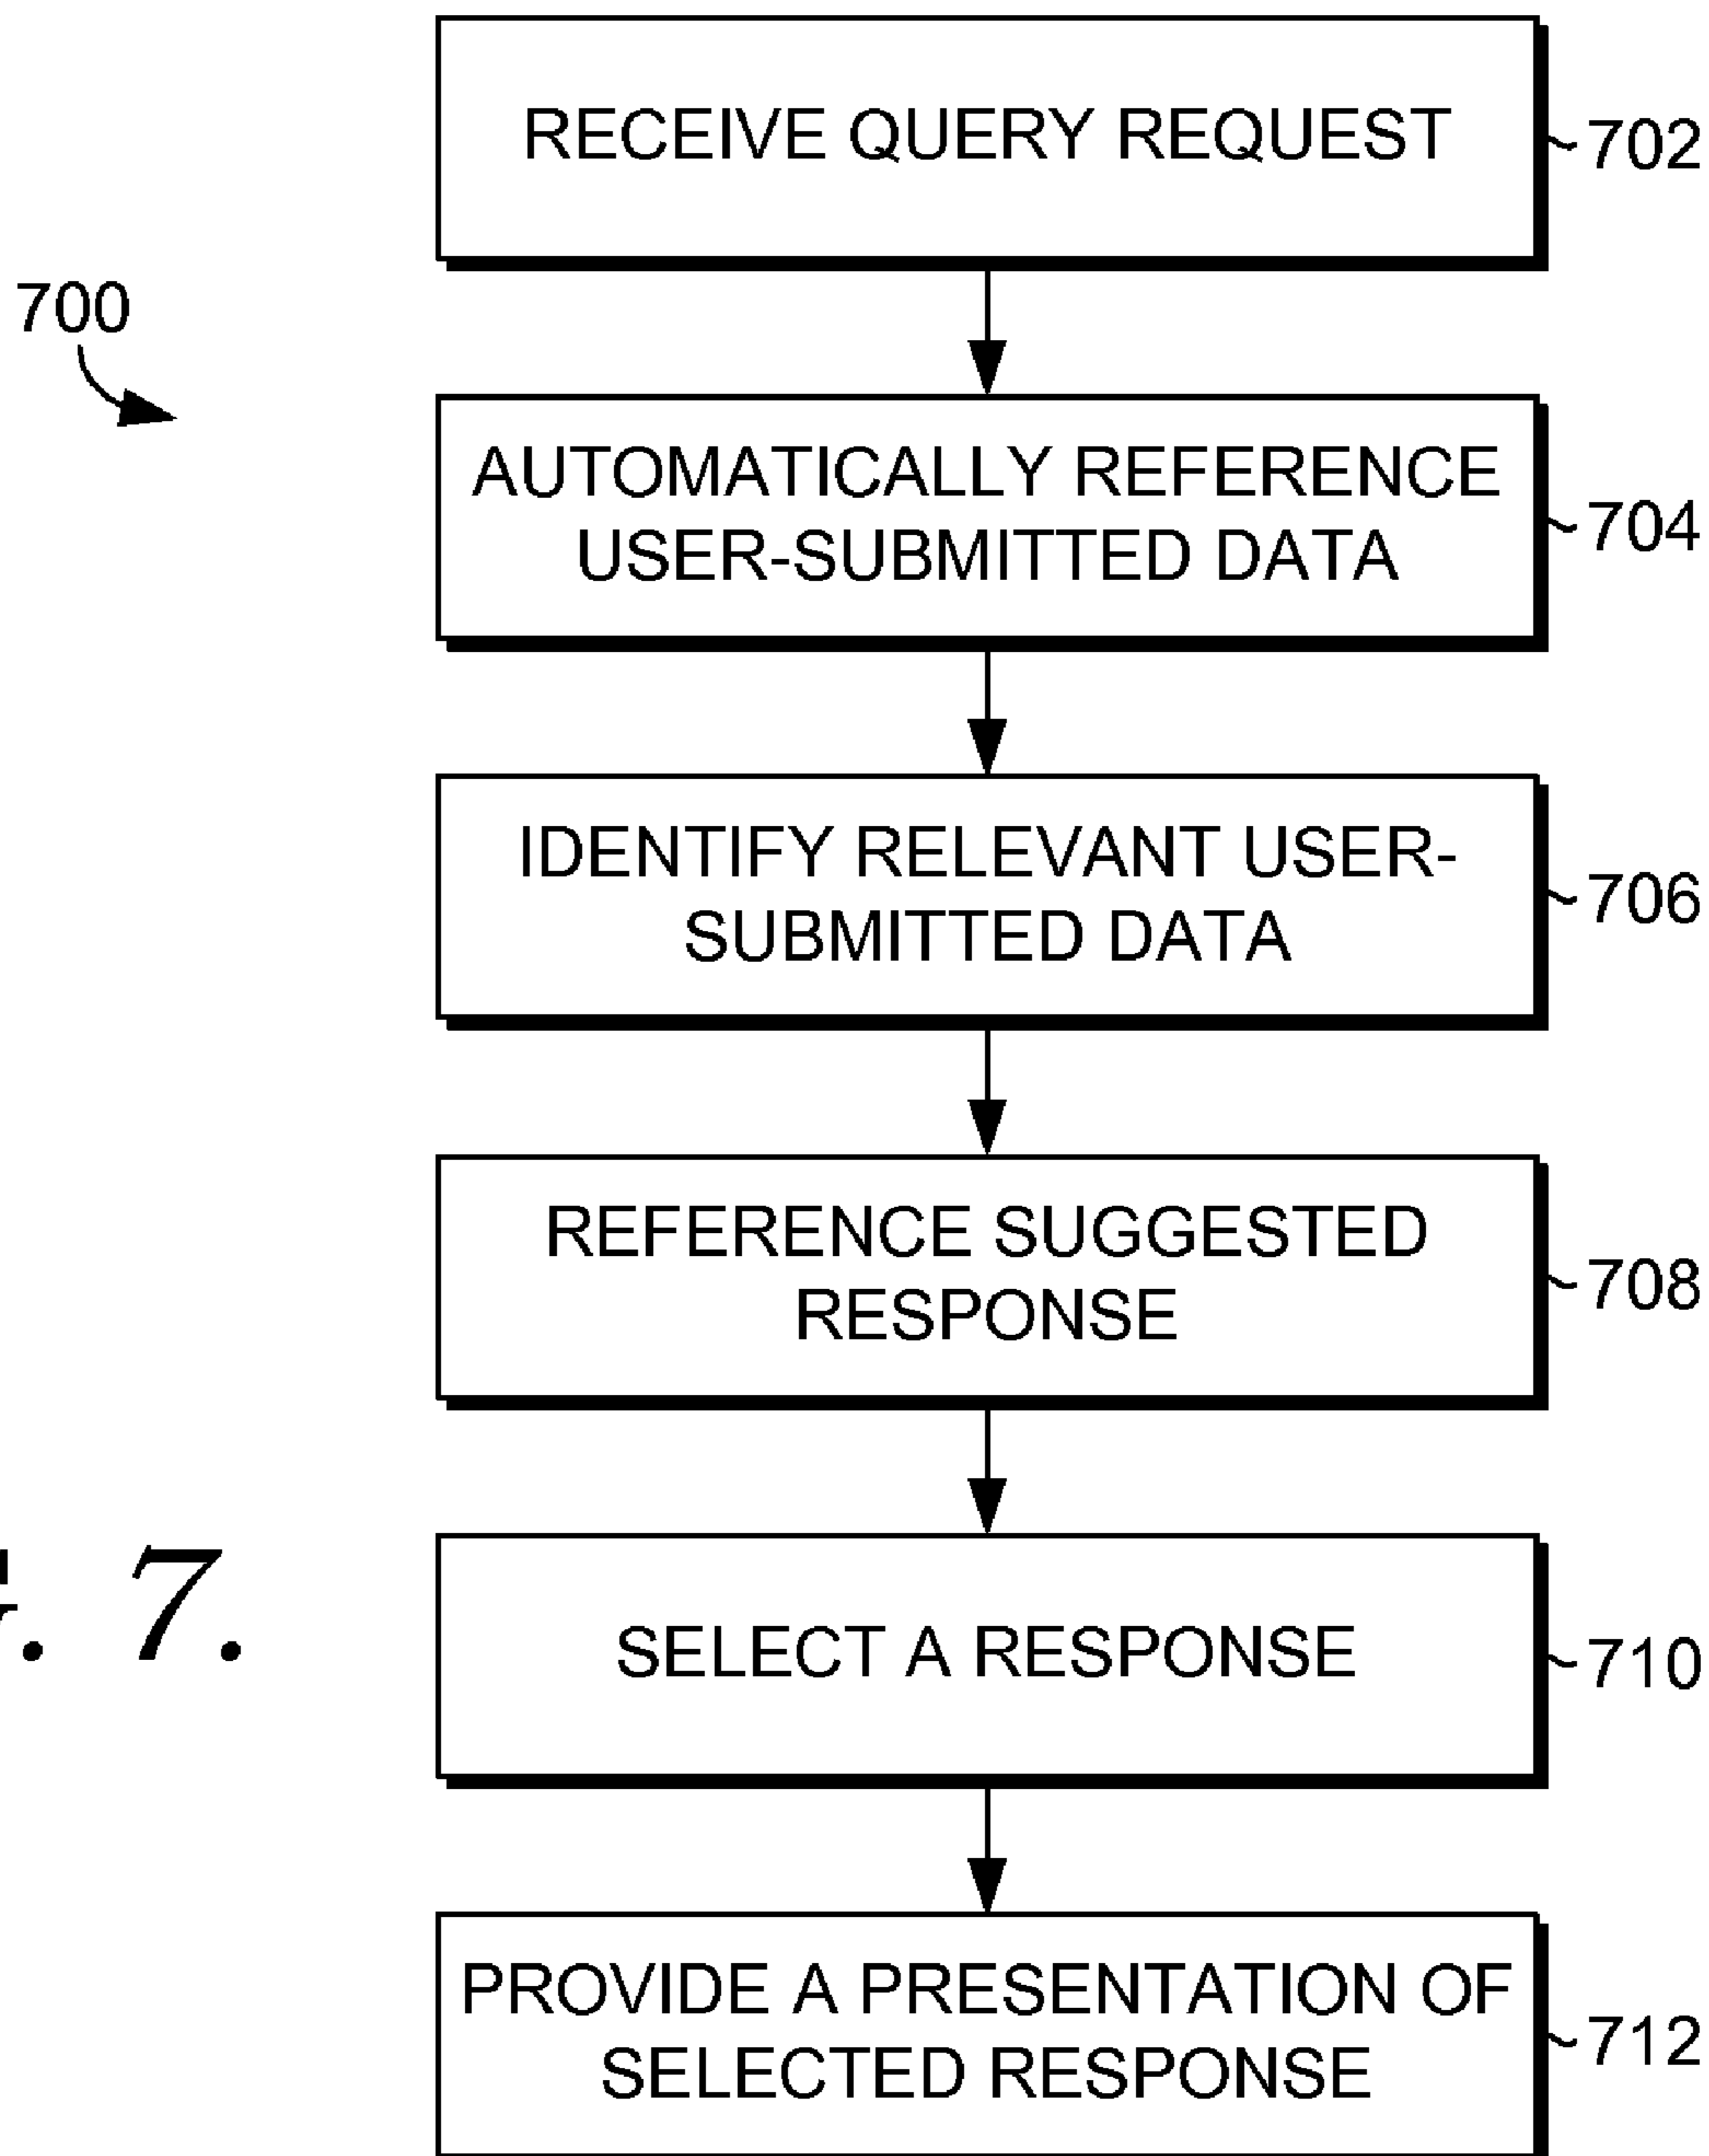 RECEIVE QUERY REQUEST
702
700
AUTOMATICALLY REFERENCE
USER-SUBMITTED DATA
704
IDENTIFY RELEVANT USER-
SUBMITTED DATA
706
REFERENCE SUGGESTED
RESPONSE
708
7.
SELECT A RESPONSE
710
PROVIDE A PRESENTATION OF
SELECTED RESPONSE
712